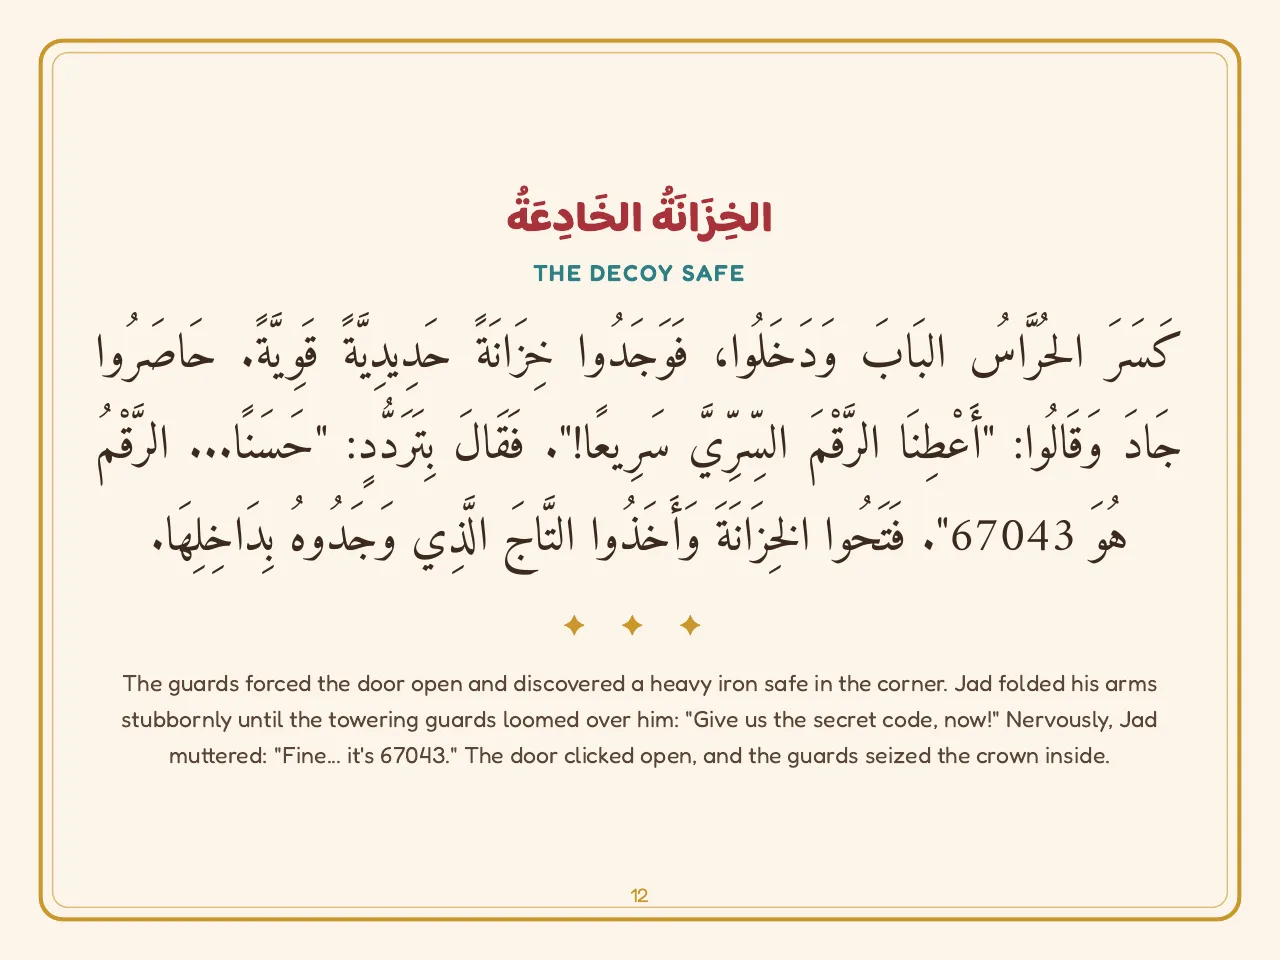 الخِزَانَةُ الخَادِعَةُ
THE DECOY SAFE
كَسَرَ الحُرَّاسُ البَابَ وَدَخَلُوا، فَوَجَدُوا خِزَانَةً حَدِيدِيَّةً قَوِيَّةً. حَاصَرُوا
جَادَ وَقَالُوا: "أَعْطِنَا الرَّقْمَ السِّرِّيَّ سَرِيعًا!". فَقَالَ بِتَرَدُّدٍ: "حَسَنًا... الرَّقْمُ
هُوَ 67043". فَتَحُوا الخِزَانَةَ وَأَخَذُوا التَّاجَ الَّذِي وَجَدُوهُ بِدَاخِلِهَا.
The guards forced the door open and discovered a heavy iron safe in the corner. Jad folded his arms
stubbornly until the towering guards loomed over him: "Give us the secret code, now!" Nervously, Jad
muttered: "Fine... it's 67043." The door clicked open, and the guards seized the crown inside.
12